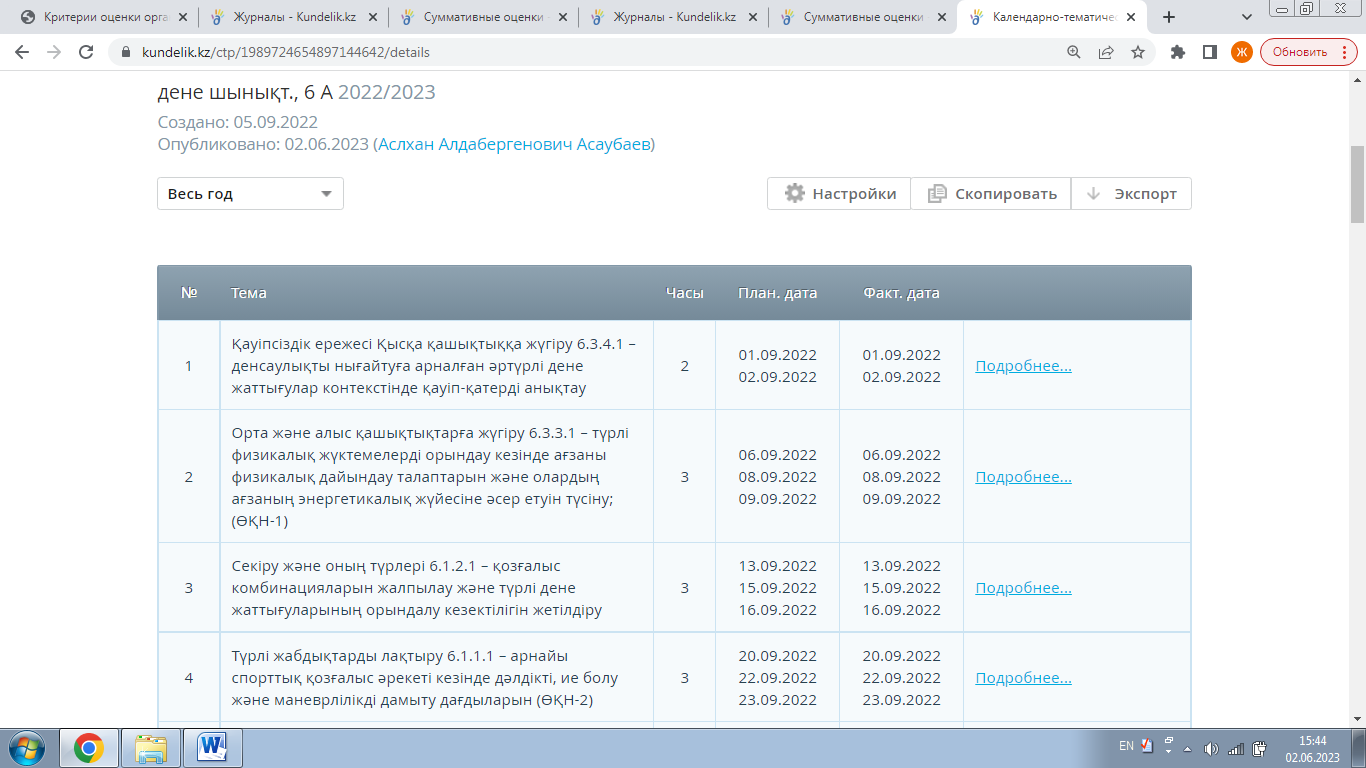 Критерии оценки орга
Журналы - Kundelik.kz
Суммативные оценки
Журналы - Kundelik.kz
Суммативные оценки
Календарно-тематичес
kundelik.kz/ctp/1989724654897144642/details
Ж
Обновить
дене шынықт., 6 А 2022/2023
Создано: 05.09.2022
Опубликовано: 02.06.2023 (Аслхан Алдабергенович Асаубаев)
Весь год
Настройки
Скопировать
Экспорт
№ Тема Часы План. дата Факт. дата
1
Қауіпсіздік ережесі Қысқа қашықтыққа жүгіру 6.3.4.1 –
денсаулықты нығайтуға арналған әртүрлі дене
жаттығулар контекстінде қауіп-қатерді анықтау
2
01.09.2022
02.09.2022
01.09.2022
02.09.2022
Подробнее...
2
Орта және алыс қашықтықтарға жүгіру 6.3.3.1 – түрлі
физикалық жүктемелерді орындау кезінде ағзаны
физикалық дайындау талаптарын және олардың
ағзаның энергетикалық жүйесіне әсер етуін түсіну;
(ӨҚН-1)
3
06.09.2022
08.09.2022
09.09.2022
06.09.2022
08.09.2022
09.09.2022
Подробнее...
3
Секіру және оның түрлері 6.1.2.1 – қозғалыс
комбинацияларын жалпылау және түрлі дене
жаттығуларының орындалу кезектілігін жетілдіру
3
13.09.2022
15.09.2022
16.09.2022
13.09.2022
15.09.2022
16.09.2022
Подробнее...
4
Түрлі жабдықтарды лақтыру 6.1.1.1 – арнайы
спорттық қозғалыс әрекеті кезінде дәлдікті, ие болу
және маневрлілікді дамыту дағдыларын (ӨҚН-2)
3
20.09.2022
22.09.2022
23.09.2022
20.09.2022
22.09.2022
23.09.2022
Подробнее...
EN
15:44
02.06.2023